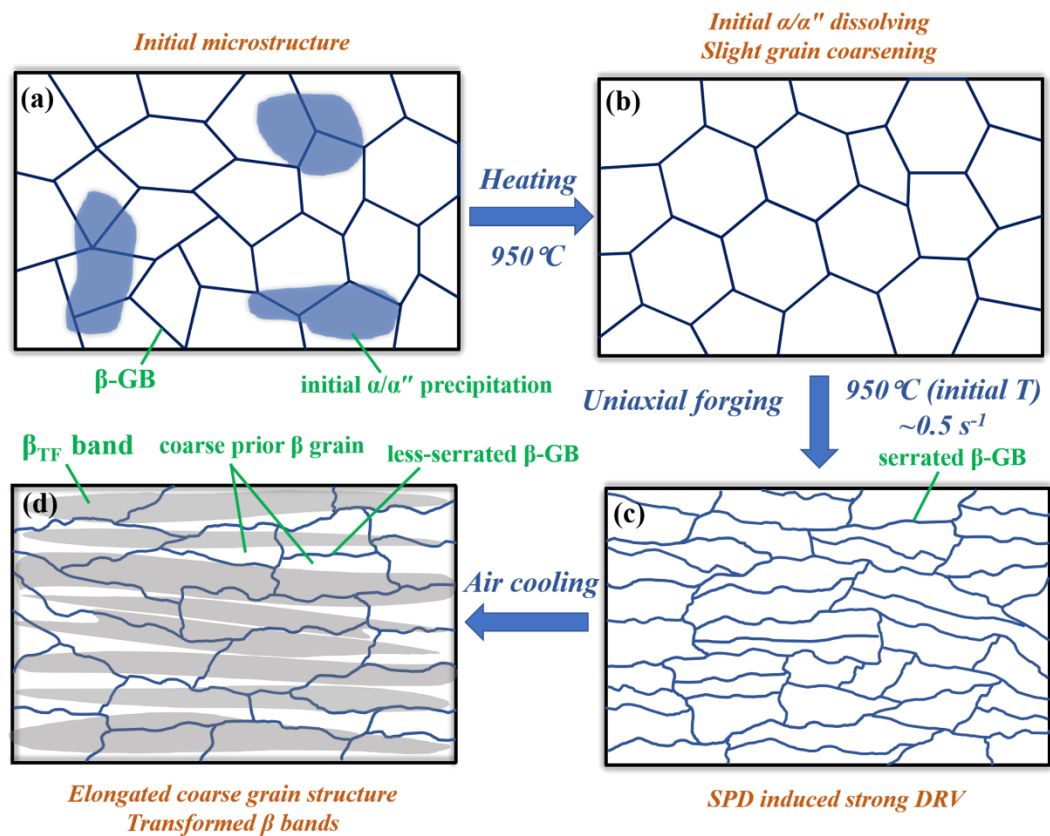 Initial microstructure
Initial α/α″ dissolving
Slight grain coarsening
(a)
(b)
Heating
950℃
β-GB
initial α/α″ precipitation
Uniaxial forging
950℃ (initial T)
~0.5 s⁻¹
serrated β-GB
βTF band
coarse prior β grain
less-serrated β-GB
(d)
(c)
Air cooling
Elongated coarse grain structure
Transformed β bands
SPD induced strong DRV